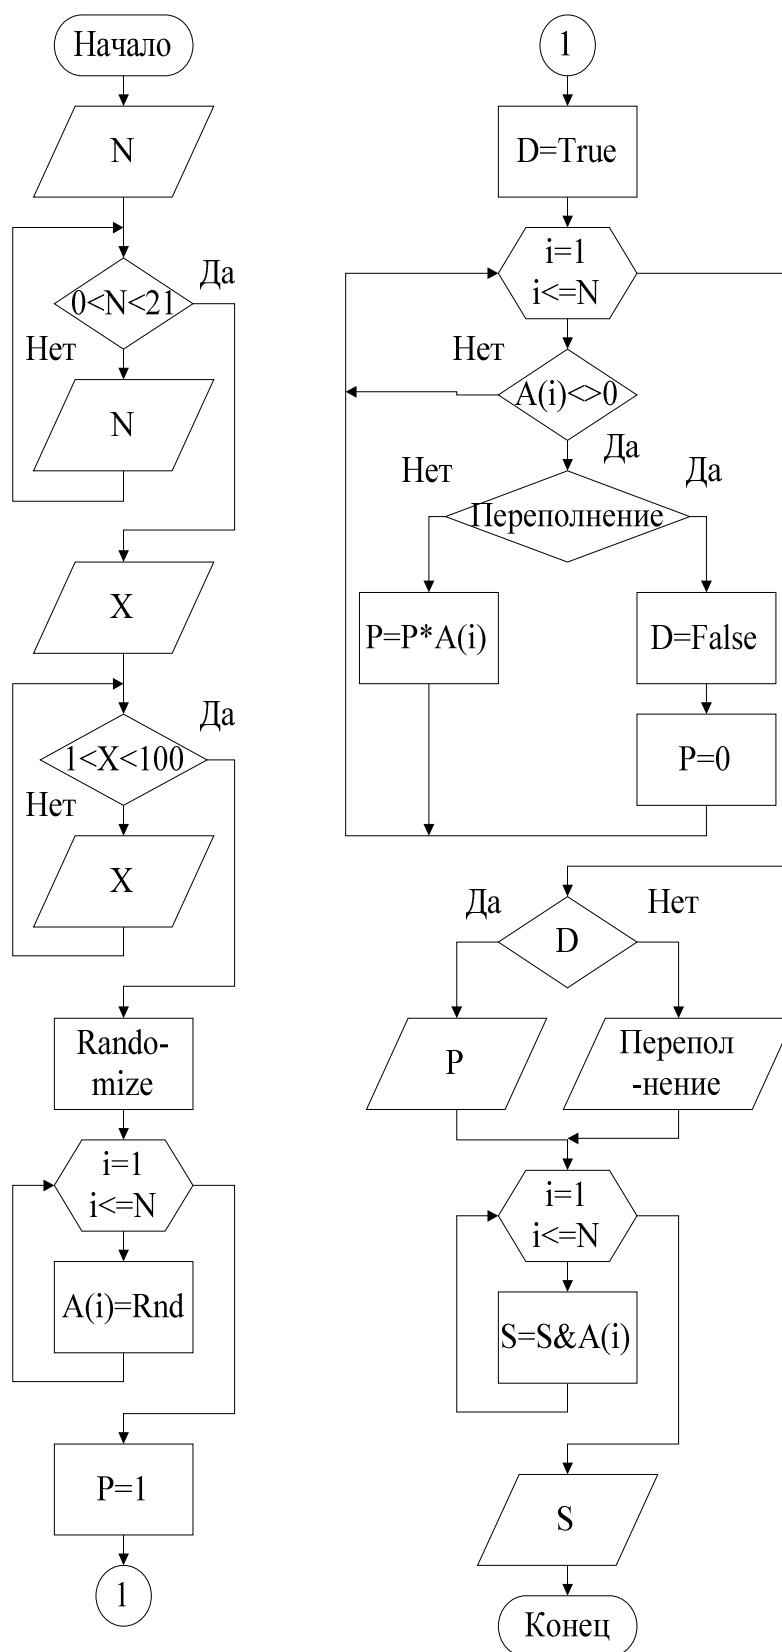 Начало
N
0<N<21
Да
Нет
N
X
1<X<100
Да
Нет
X
Rando-
mize
i=1
i<=N
A(i)=Rnd
P=1
1
1
D=True
i=1
i<=N
Нет
A(i)<>0
Да
Нет
Да
Переполнение
P=P*A(i)
D=False
P=0
Да
Нет
D
P
Перепол
-нение
i=1
i<=N
S=S&A(i)
S
Конец